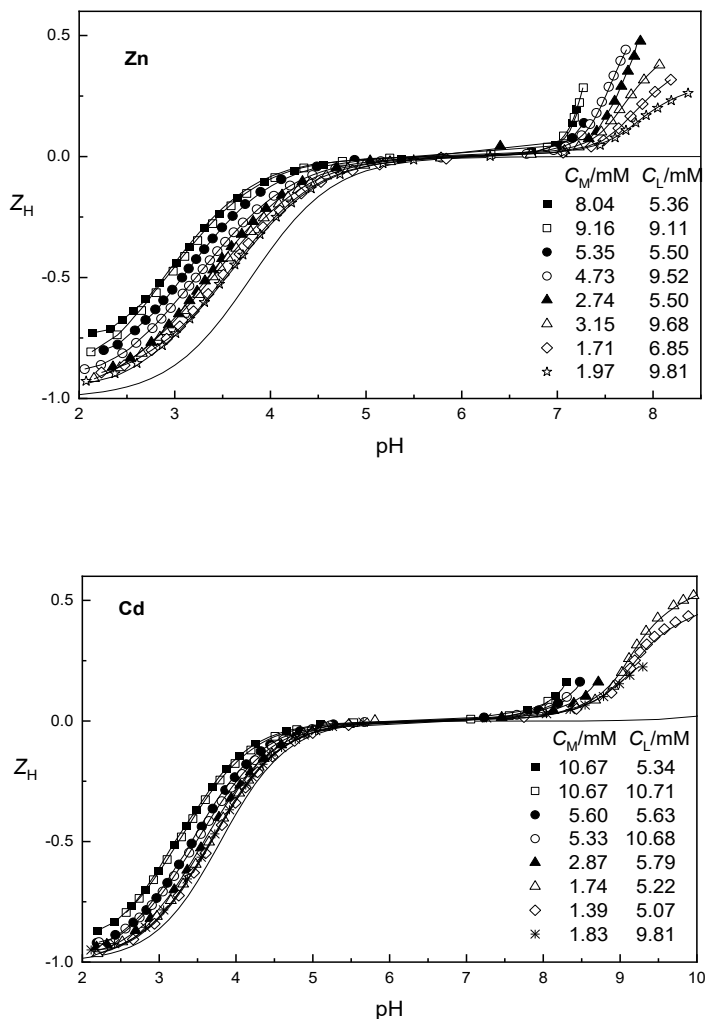 0.5
Zn
0.0
C_M/mM C_L/mM
Z_H
8.04 5.36
9.16 9.11
5.35 5.50
-0.5
4.73 9.52
2.74 5.50
3.15 9.68
1.71 6.85
1.97 9.81
-1.0
2 3 4 5 6 7 8
pH
Cd
0.5
0.0
C_M/mM C_L/mM
Z_H
10.67 5.34
10.67 10.71
5.60 5.63
-0.5
5.33 10.68
2.87 5.79
1.74 5.22
1.39 5.07
1.83 9.81
-1.0
2 3 4 5 6 7 8 9 10
pH